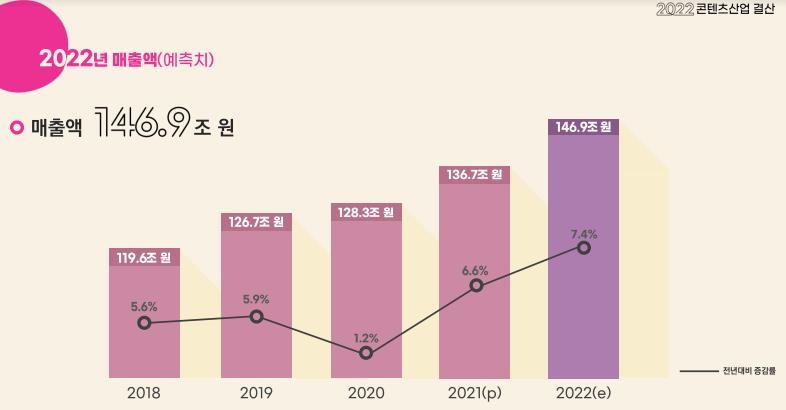 2022 콘텐츠산업 결산
2022년 매출액(예측치)
매출액 146.9조 원
146.9조 원
136.7조 원
128.3조 원
126.7조 원
119.6조 원
7.4%
6.6%
5.9%
5.6%
1.2%
전년대비 증감률
2018 2019 2020 2021(p) 2022(e)